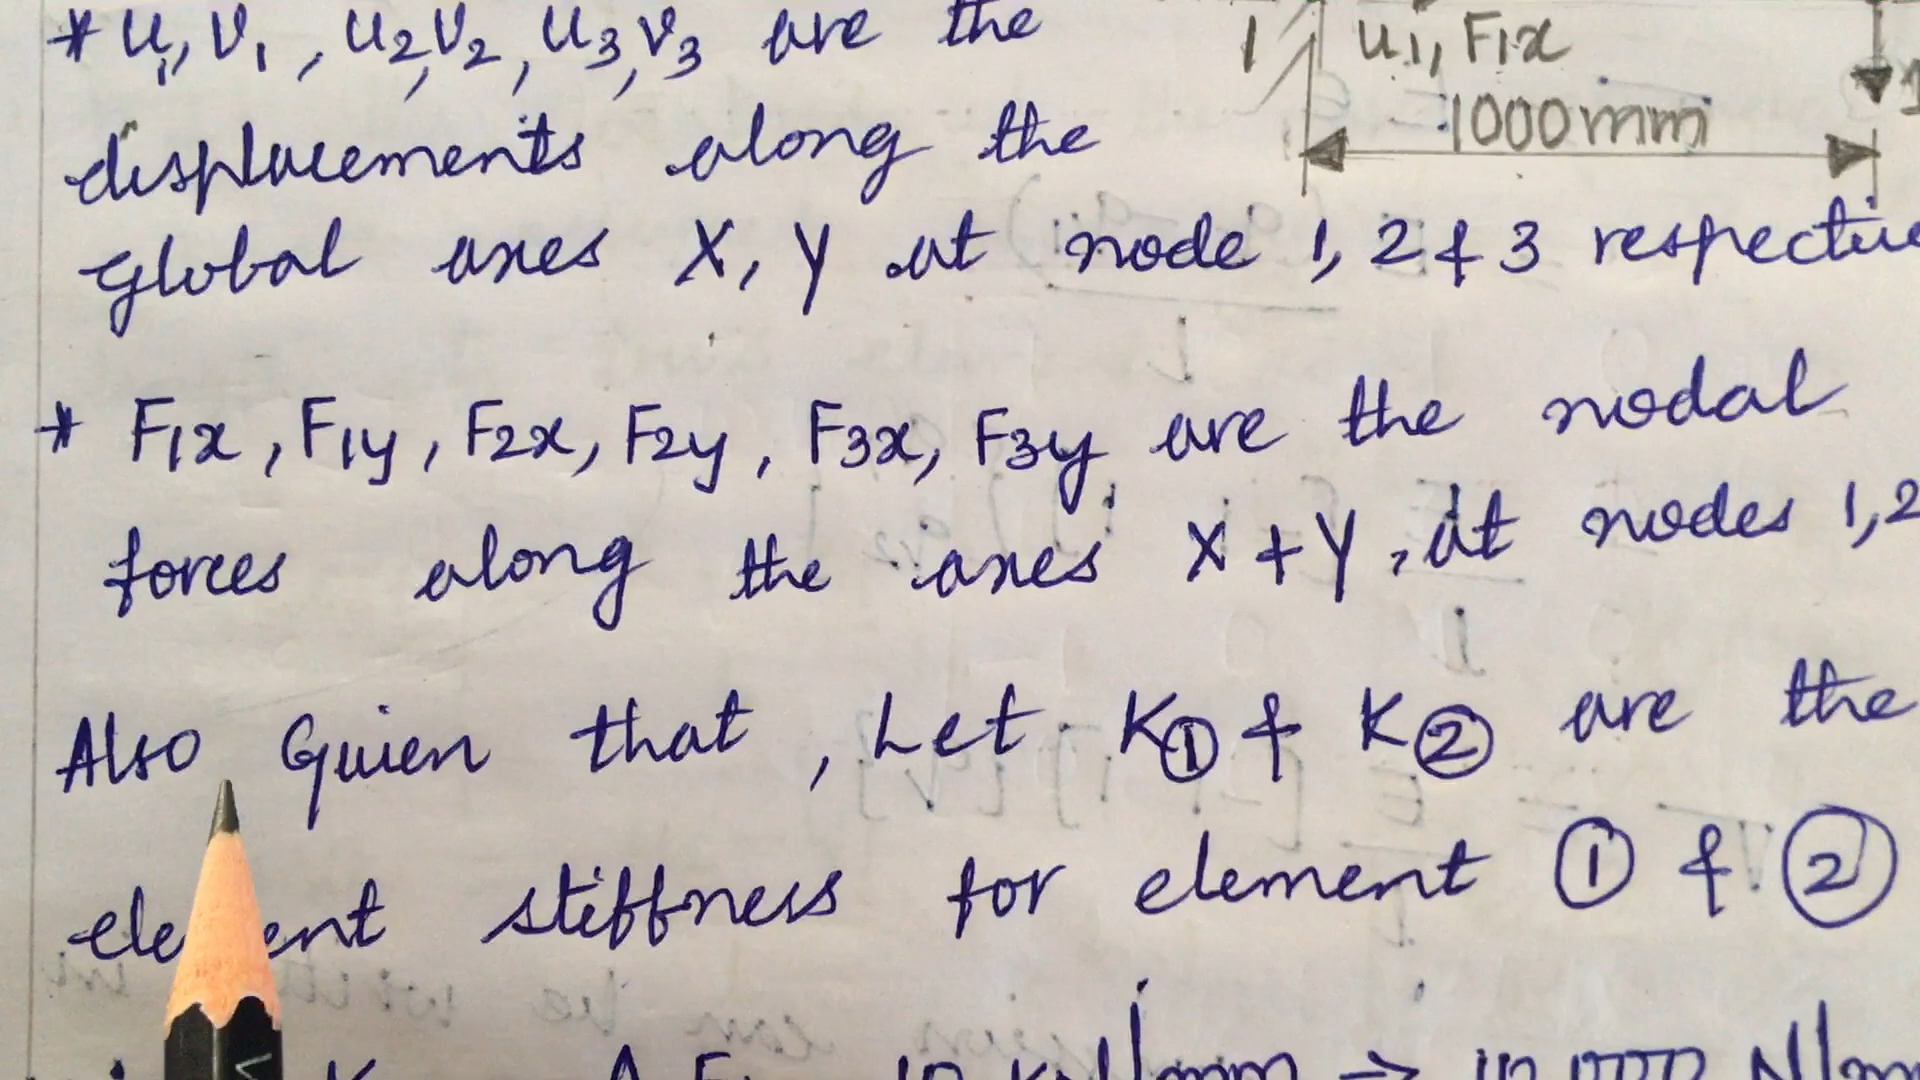 * u1, v1, u2, v2, u3, v3 are the
1 u1, F1x
1000mm
displacements along the
global axes X, Y at node 1, 2 & 3
* F1x, F1y, F2x, F2y, F3x, F3y are the nodal
forces along the axes X & Y, at nodes 1, 2
Also Given that, Let K① & K② are the
element stiffness for element ① & ②